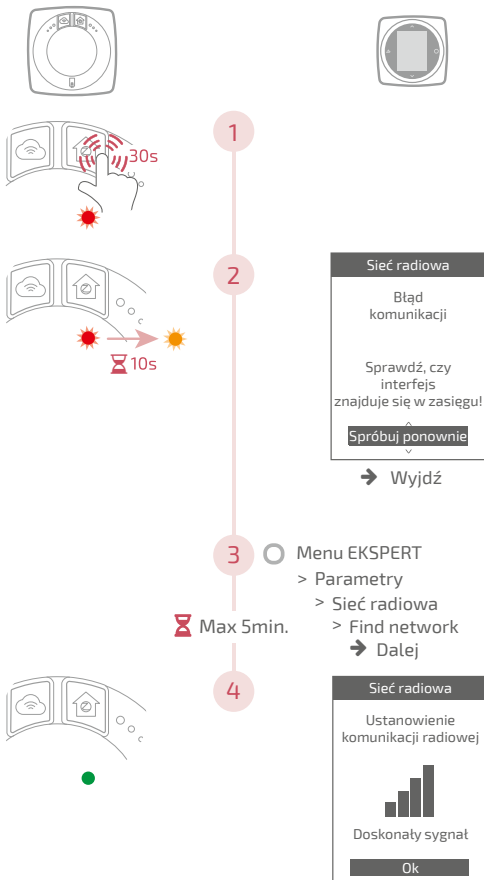 1
30s
2
10s
Sieć radiowa
Błąd
komunikacji
Sprawdź, czy
interfejs
znajduje się w zasięgu!
Spróbuj ponownie
➔ Wyjdź
3
Menu EKSPERT
> Parametry
> Sieć radiowa
Max 5min.
> Find network
➔ Dalej
4
Sieć radiowa
Ustanowienie
komunikacji radiowej
Doskonały sygnał
Ok